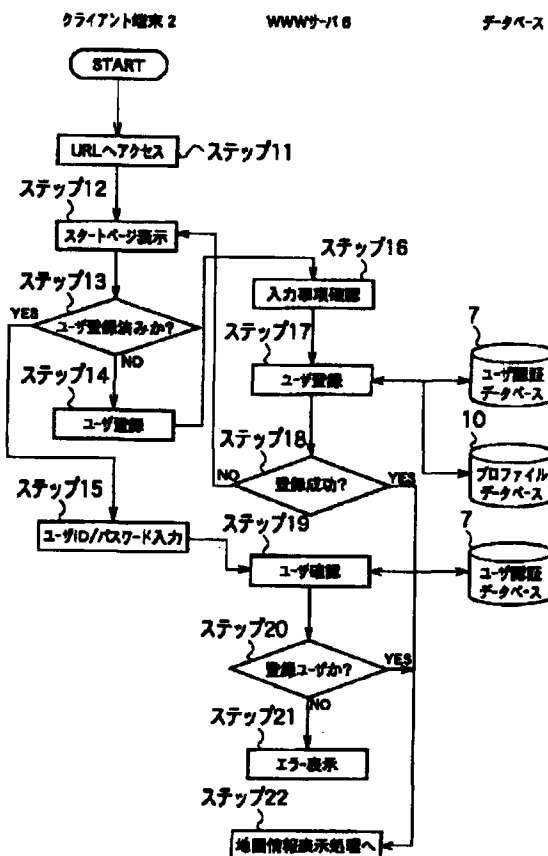 クライアント端末 2
WWWサーバ 6
データベース
START
URLへアクセス
ステップ11
ステップ12
スタートページ表示
ステップ13
YES
ユーザ登録済みか?
NO
ステップ14
ユーザ登録
ステップ15
ユーザID/パスワード入力
ステップ16
入力事項確認
ステップ17
ユーザ登録
ステップ18
NO
登録成功?
YES
ステップ19
ユーザ確認
ステップ20
登録ユーザか?
YES
NO
ステップ21
エラー表示
ステップ22
地図情報表示処理へ
7
ユーザ認証
データベース
10
プロファイル
データベース
7
ユーザ認証
データベース